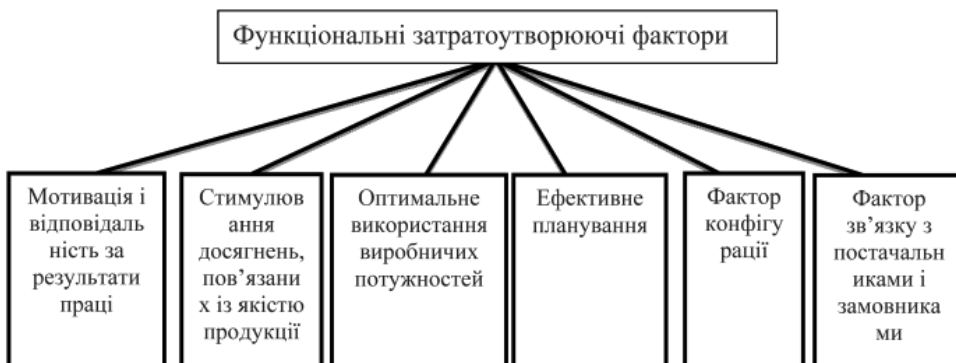 Функціональні затратоутворюючі фактори
Мотивація і
відповідаль
ність за
результати
праці
Стимулюв
ання
досягнень,
пов’язани
х із якістю
продукції
Оптимальне
використання
виробничих
потужностей
Ефективне
планування
Фактор
конфігу
рації
Фактор
зв’язку з
постачальн
иками і
замовника
ми